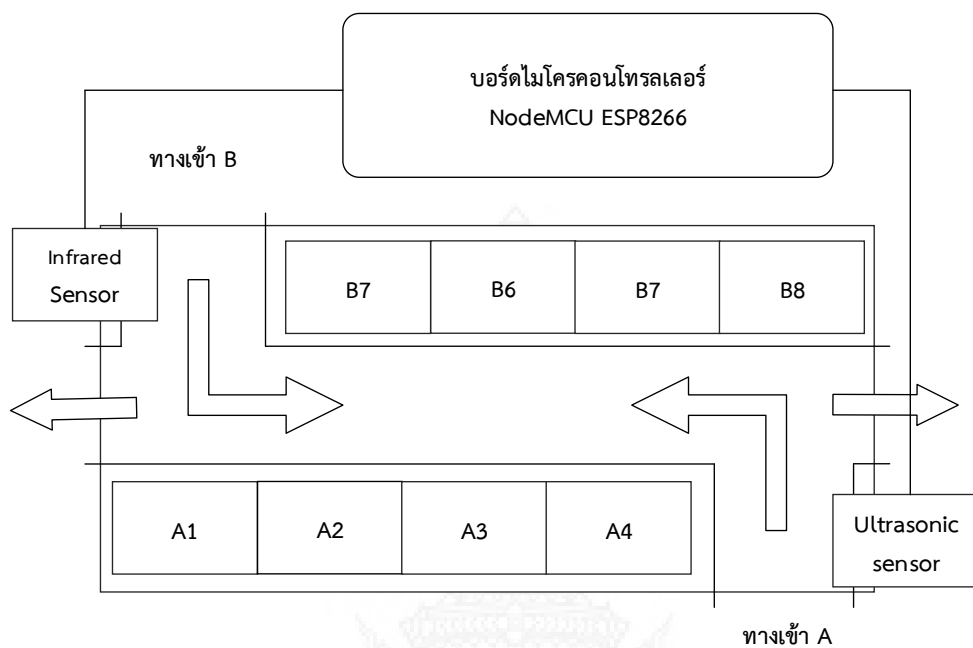 บอร์ดไมโครคอนโทรลเลอร์
NodeMCU ESP8266
ทางเข้า B
Infrared
Sensor
B7
B6
B7
B8
A1
A2
A3
A4
Ultrasonic
sensor
ทางเข้า A